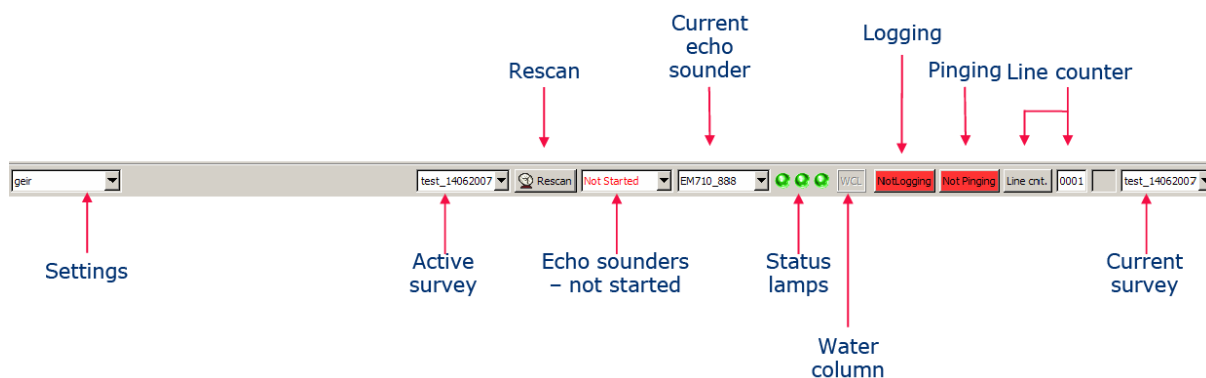 Current
echo
sounder
Logging
Rescan
Pinging
Line counter
geir
test_14062007
Rescan
Not Started
EM710_888
WCL
NotLogging
Not Pinging
Line cnt.
0001
test_14062007
Settings
Active
survey
Echo sounders
– not started
Status
lamps
Current
survey
Water
column